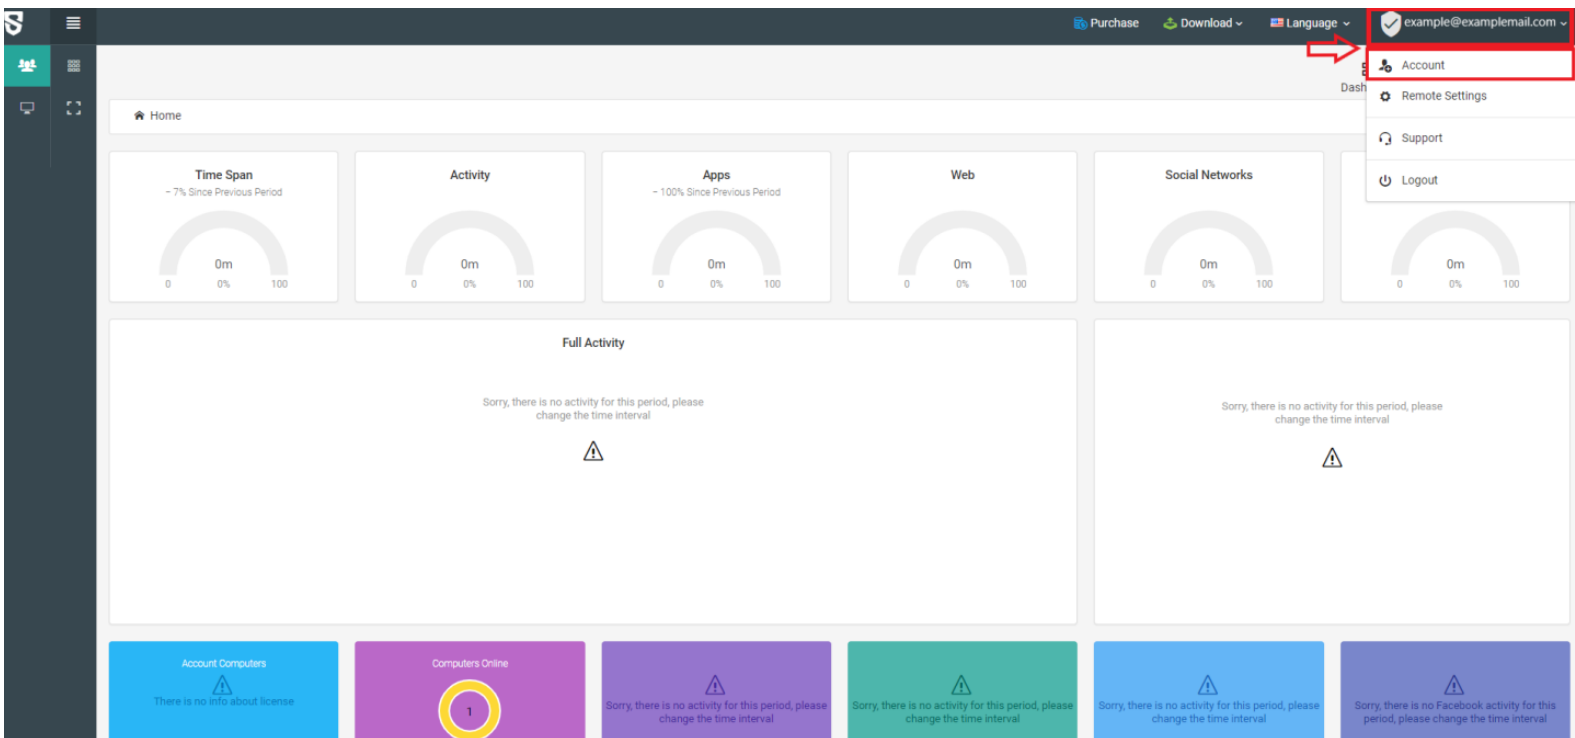 Purchase
Download
Language
example@examplemail.com
Account
Remote Settings
Support
Logout
Dash
Home
Time Span
- 7% Since Previous Period
0m
0 0% 100
Activity
0m
0 0% 100
Apps
- 100% Since Previous Period
0m
0 0% 100
Web
0m
0 0% 100
Social Networks
0m
0 0% 100
0m
0 0% 100
Full Activity
Sorry, there is no activity for this period, please
change the time interval
Sorry, there is no activity for this period, please
change the time interval
Account Computers
There is no info about license
Computers Online
1
Sorry, there is no activity for this period, please
change the time interval
Sorry, there is no activity for this period, please
change the time interval
Sorry, there is no activity for this period, please
change the time interval
Sorry, there is no Facebook activity for this
period, please change the time interval